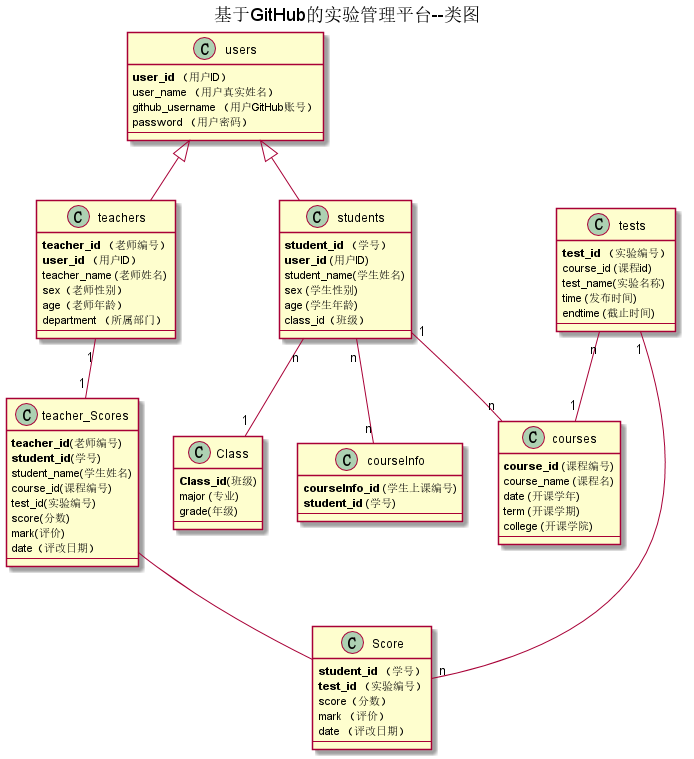 基于GitHub的实验管理平台--类图
C users
user_id （用户ID）
user_name （用户真实姓名）
github_username （用户GitHub账号）
password （用户密码）
C teachers
teacher_id （老师编号）
user_id （用户ID）
teacher_name (老师姓名)
sex （老师性别）
age （老师年龄）
department （所属部门）
C students
student_id （学号）
user_id (用户ID)
student_name(学生姓名)
sex (学生性别)
age (学生年龄)
class_id（班级）
C tests
test_id （实验编号）
course_id (课程id)
test_name(实验名称)
time (发布时间)
endtime (截止时间)
1
1
n
1
n
n
1
n
n
1
1
n
C teacher_Scores
teacher_id(老师编号)
student_id(学号)
student_name(学生姓名)
course_id(课程编号)
test_id(实验编号)
score(分数)
mark(评价)
date（评改日期）
C Class
Class_id(班级)
major (专业)
grade(年级)
C courseInfo
courseInfo_id (学生上课编号)
student_id (学号)
C courses
course_id (课程编号)
course_name (课程名)
date (开课学年)
term (开课学期)
college (开课学院)
C Score
student_id （学号）
test_id （实验编号）
score（分数）
mark （评价）
date （评改日期）